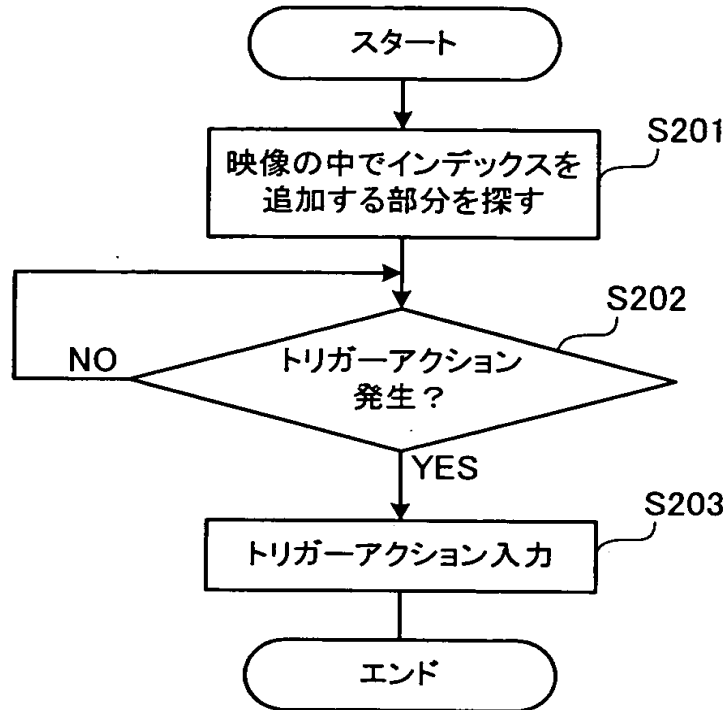 スタート
S201
映像の中でインデックスを
追加する部分を探す
S202
NO
トリガーアクション
発生？
YES
S203
トリガーアクション入力
エンド